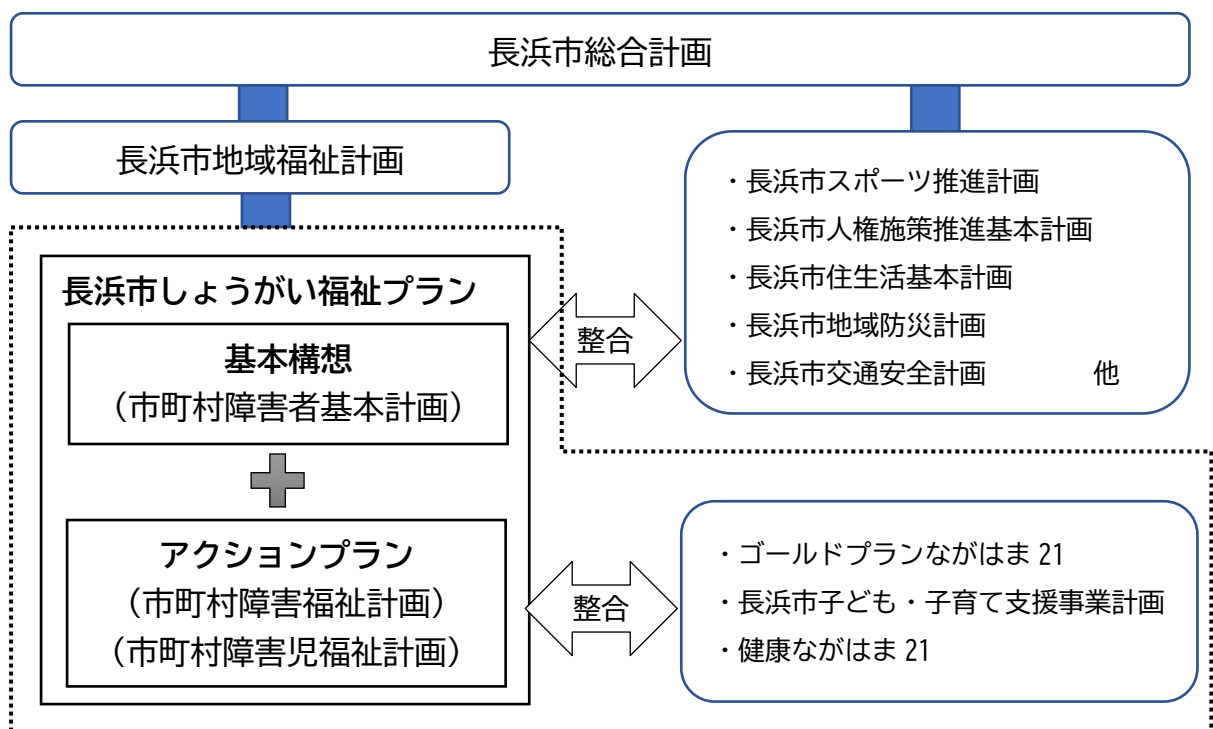 長浜市総合計画
長浜市地域福祉計画
・長浜市スポーツ推進計画
・長浜市人権施策推進基本計画
・長浜市住生活基本計画
・長浜市地域防災計画
・長浜市交通安全計画 他
長浜市しょうがい福祉プラン
基本構想
（市町村障害者基本計画）
整合
アクションプラン
（市町村障害福祉計画）
（市町村障害児福祉計画）
整合
・ゴールドプランながはま 21
・長浜市子ども・子育て支援事業計画
・健康ながはま 21